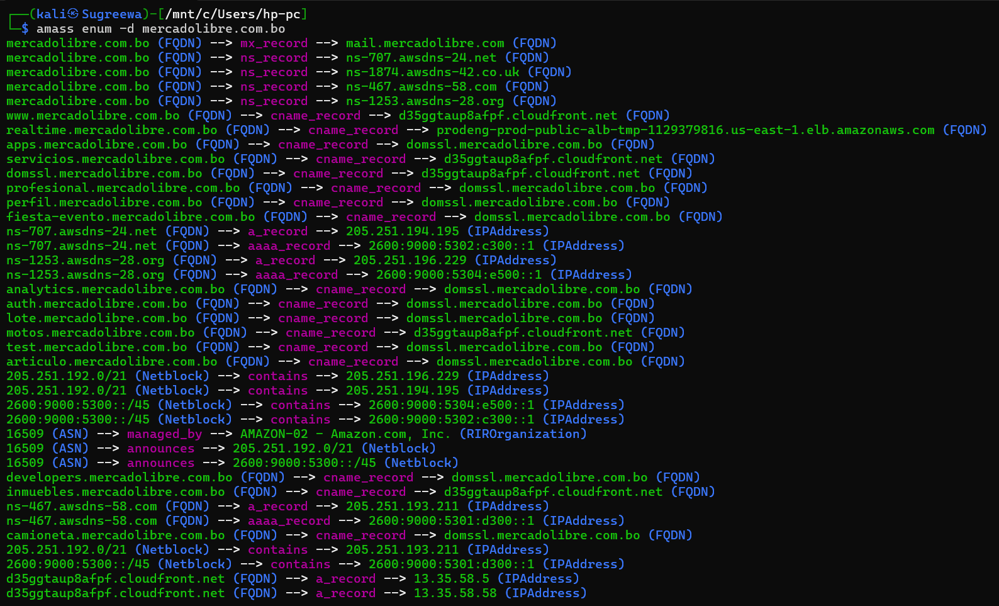 ┌──(kali㉿Sugreewa)-[/mnt/c/Users/hp-pc]
└─$ amass enum -d mercadolibre.com.bo
mercadolibre.com.bo (FQDN) --> mx_record --> mail.mercadolibre.com (FQDN)
mercadolibre.com.bo (FQDN) --> ns_record --> ns-707.awsdns-24.net (FQDN)
mercadolibre.com.bo (FQDN) --> ns_record --> ns-1874.awsdns-42.co.uk (FQDN)
mercadolibre.com.bo (FQDN) --> ns_record --> ns-467.awsdns-58.com (FQDN)
mercadolibre.com.bo (FQDN) --> ns_record --> ns-1253.awsdns-28.org (FQDN)
www.mercadolibre.com.bo (FQDN) --> cname_record --> d35ggtaup8afpf.cloudfront.net (FQDN)
realtime.mercadolibre.com.bo (FQDN) --> cname_record --> prodeng-prod-public-alb-tmp-1129379816.us-east-1.elb.amazonaws.com (FQDN)
apps.mercadolibre.com.bo (FQDN) --> cname_record --> domssl.mercadolibre.com.bo (FQDN)
servicios.mercadolibre.com.bo (FQDN) --> cname_record --> d35ggtaup8afpf.cloudfront.net (FQDN)
domssl.mercadolibre.com.bo (FQDN) --> cname_record --> d35ggtaup8afpf.cloudfront.net (FQDN)
profesional.mercadolibre.com.bo (FQDN) --> cname_record --> domssl.mercadolibre.com.bo (FQDN)
perfil.mercadolibre.com.bo (FQDN) --> cname_record --> domssl.mercadolibre.com.bo (FQDN)
fiesta-evento.mercadolibre.com.bo (FQDN) --> cname_record --> domssl.mercadolibre.com.bo (FQDN)
ns-707.awsdns-24.net (FQDN) --> a_record --> 205.251.194.195 (IPAddress)
ns-707.awsdns-24.net (FQDN) --> aaaa_record --> 2600:9000:5302:c300::1 (IPAddress)
ns-1253.awsdns-28.org (FQDN) --> a_record --> 205.251.196.229 (IPAddress)
ns-1253.awsdns-28.org (FQDN) --> aaaa_record --> 2600:9000:5304:e500::1 (IPAddress)
analytics.mercadolibre.com.bo (FQDN) --> cname_record --> domssl.mercadolibre.com.bo (FQDN)
auth.mercadolibre.com.bo (FQDN) --> cname_record --> domssl.mercadolibre.com.bo (FQDN)
lote.mercadolibre.com.bo (FQDN) --> cname_record --> domssl.mercadolibre.com.bo (FQDN)
motos.mercadolibre.com.bo (FQDN) --> cname_record --> d35ggtaup8afpf.cloudfront.net (FQDN)
test.mercadolibre.com.bo (FQDN) --> cname_record --> domssl.mercadolibre.com.bo (FQDN)
articulo.mercadolibre.com.bo (FQDN) --> cname_record --> domssl.mercadolibre.com.bo (FQDN)
205.251.192.0/21 (Netblock) --> contains --> 205.251.196.229 (IPAddress)
205.251.192.0/21 (Netblock) --> contains --> 205.251.194.195 (IPAddress)
2600:9000:5300::/45 (Netblock) --> contains --> 2600:9000:5304:e500::1 (IPAddress)
2600:9000:5300::/45 (Netblock) --> contains --> 2600:9000:5302:c300::1 (IPAddress)
16509 (ASN) --> managed_by --> AMAZON-02 - Amazon.com, Inc. (RIROrganization)
16509 (ASN) --> announces --> 205.251.192.0/21 (Netblock)
16509 (ASN) --> announces --> 2600:9000:5300::/45 (Netblock)
developers.mercadolibre.com.bo (FQDN) --> cname_record --> domssl.mercadolibre.com.bo (FQDN)
inmuebles.mercadolibre.com.bo (FQDN) --> cname_record --> d35ggtaup8afpf.cloudfront.net (FQDN)
ns-467.awsdns-58.com (FQDN) --> a_record --> 205.251.193.211 (IPAddress)
ns-467.awsdns-58.com (FQDN) --> aaaa_record --> 2600:9000:5301:d300::1 (IPAddress)
camioneta.mercadolibre.com.bo (FQDN) --> cname_record --> domssl.mercadolibre.com.bo (FQDN)
205.251.192.0/21 (Netblock) --> contains --> 205.251.193.211 (IPAddress)
2600:9000:5300::/45 (Netblock) --> contains --> 2600:9000:5301:d300::1 (IPAddress)
d35ggtaup8afpf.cloudfront.net (FQDN) --> a_record --> 13.35.58.5 (IPAddress)
d35ggtaup8afpf.cloudfront.net (FQDN) --> a_record --> 13.35.58.58 (IPAddress)